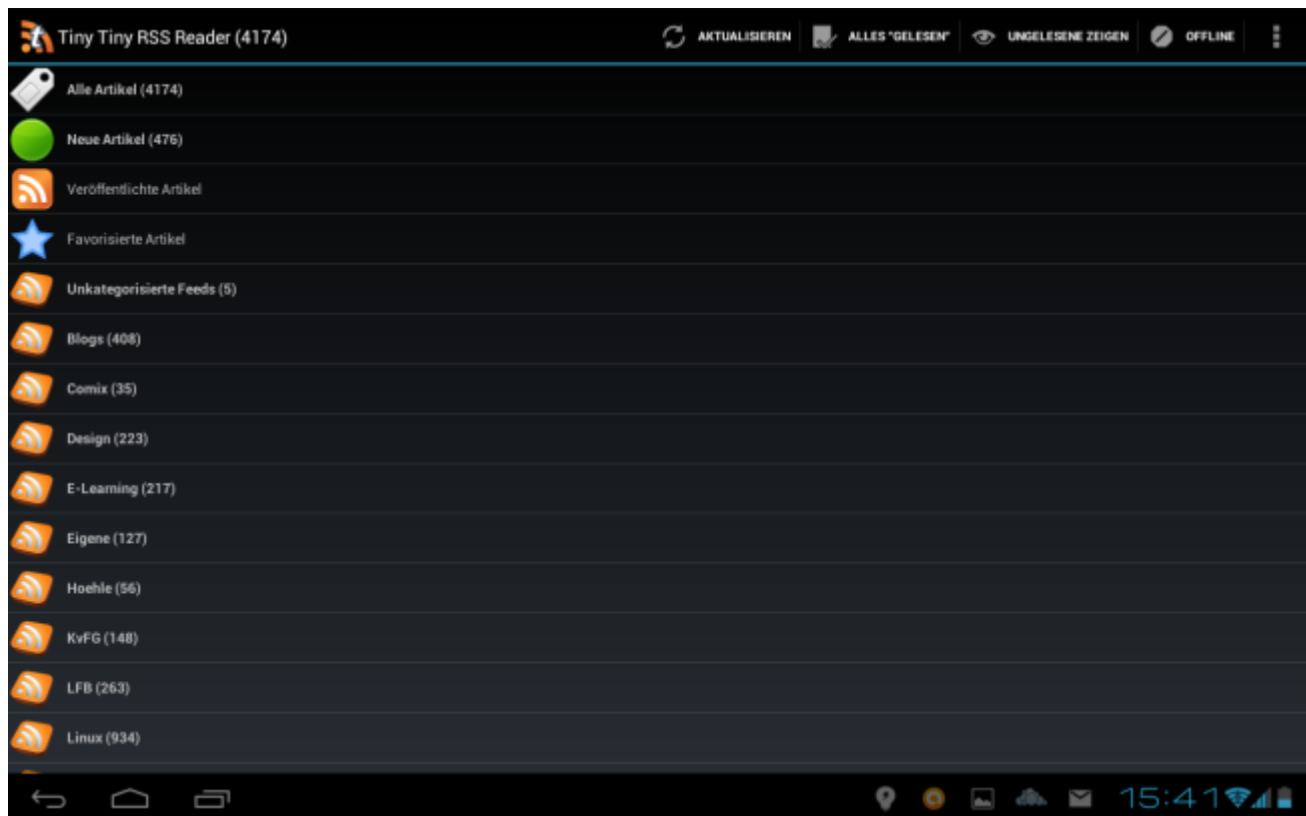 Tiny Tiny RSS Reader (4174)
AKTUALISIEREN
ALLES "GELESEN"
UNGELESENE ZEIGEN
OFFLINE
Alle Artikel (4174)
Neue Artikel (476)
Veröffentlichte Artikel
Favorisierte Artikel
Unkategorisierte Feeds (5)
Blogs (408)
Comix (35)
Design (223)
E-Learning (217)
Eigene (127)
Hoehle (56)
KvFG (148)
LFB (263)
Linux (934)
15:41